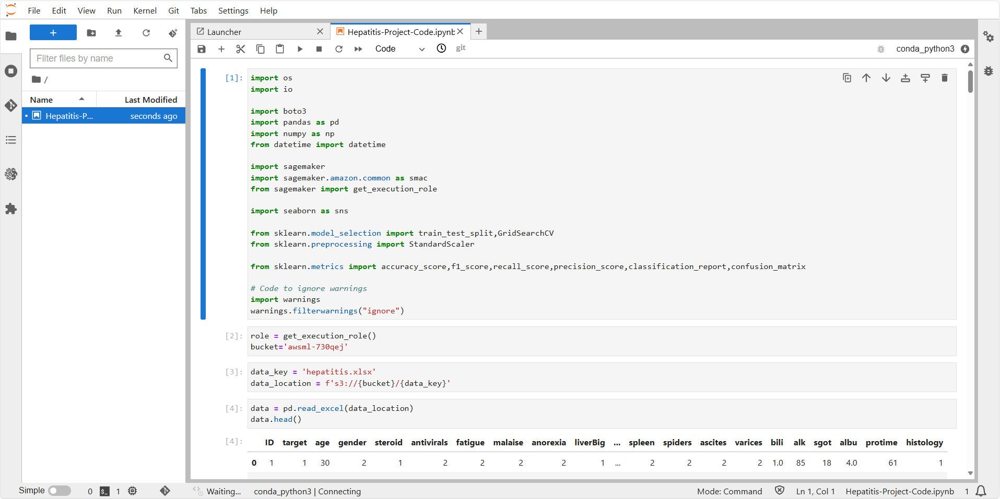 File Edit View Run Kernel Git Tabs Settings Help
Launcher
Hepatitis-Project-Code.ipynb
Filter files by name
/
Name Last Modified
Hepatitis-P... seconds ago
Code
git
conda_python3
[1]:
import os
import io
import boto3
import pandas as pd
import numpy as np
from datetime import datetime
import sagemaker
import sagemaker.amazon.common as smac
from sagemaker import get_execution_role
import seaborn as sns
from sklearn.model_selection import train_test_split,GridSearchCV
from sklearn.preprocessing import StandardScaler
from sklearn.metrics import accuracy_score,f1_score,recall_score,precision_score,classification_report,confusion_matrix
# Code to ignore warnings
import warnings
warnings.filterwarnings("ignore")
[2]:
role = get_execution_role()
bucket='awsml-730qej'
[3]:
data_key = 'hepatitis.xlsx'
data_location = f's3://{bucket}/{data_key}'
[4]:
data = pd.read_excel(data_location)
data.head()
[4]:
ID target age gender steroid antivirals fatigue malaise anorexia liverBig ... spleen spiders ascites varices bili alk sgot albu protime histology
0 1 1 30 2 1 2 2 2 2 1 ... 2 2 2 2 1.0 85 18 4.0 61 1
Simple 0 $_ 1 Waiting... conda_python3 | Connecting Mode: Command Ln 1, Col 1 Hepatitis-Project-Code.ipynb 1